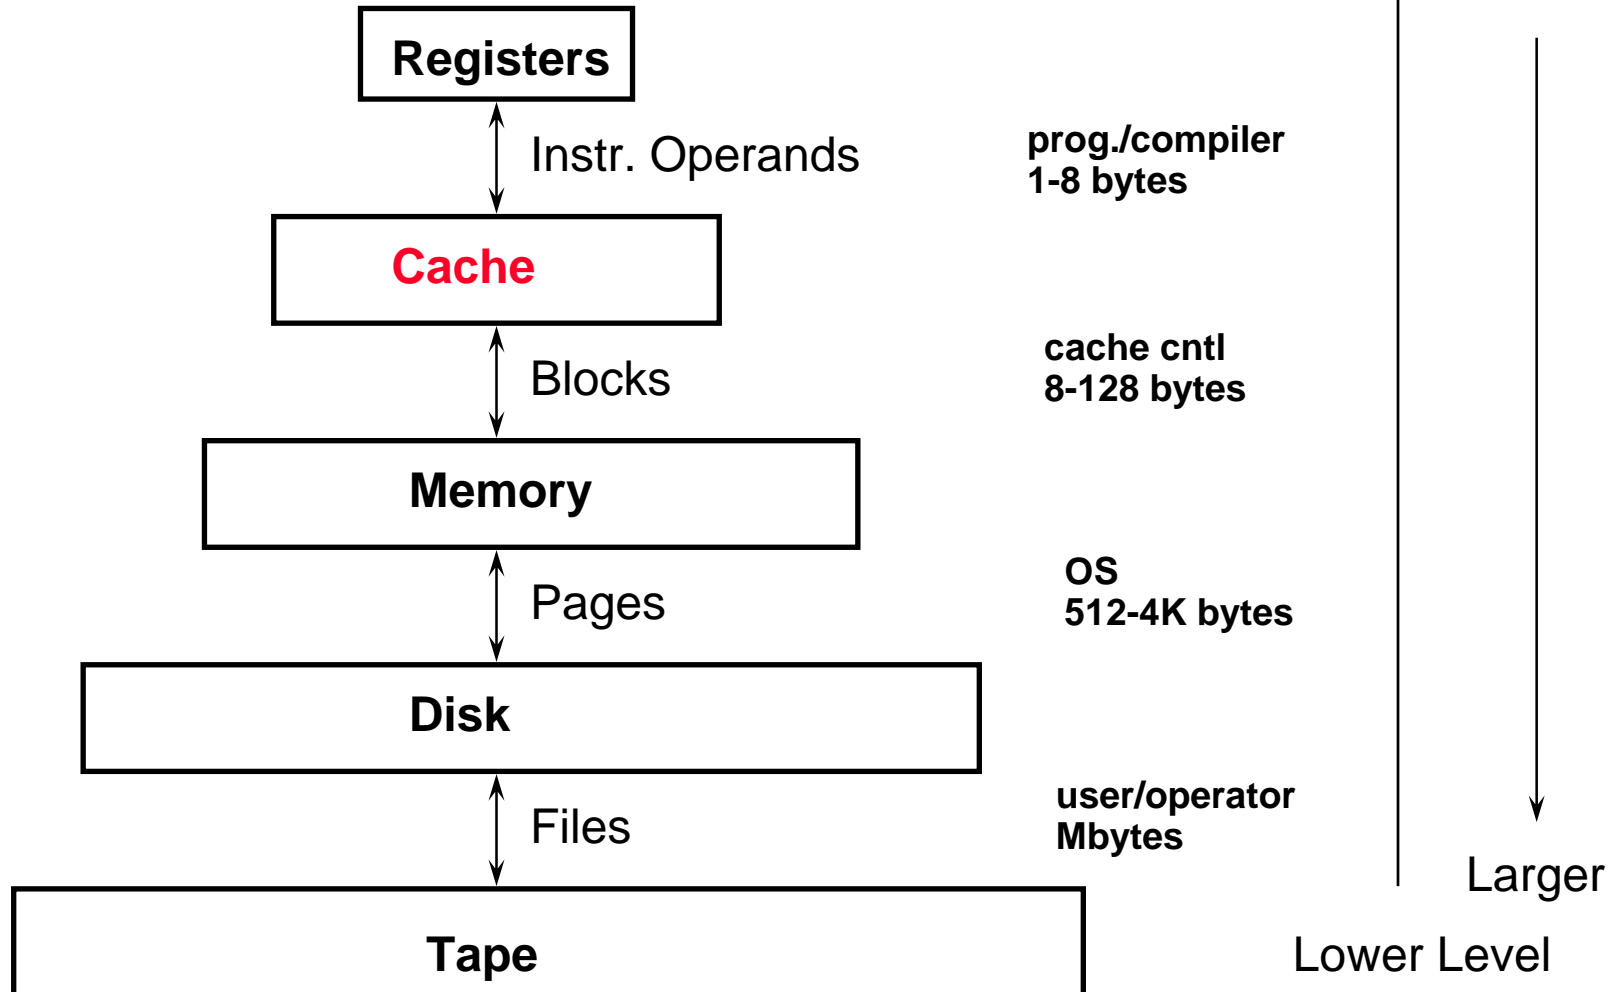 Registers
Instr. Operands
prog./compiler
1-8 bytes
Cache
Blocks
cache cntl
8-128 bytes
Memory
Pages
OS
512-4K bytes
Disk
Files
user/operator
Mbytes
Larger
Tape
Lower Level